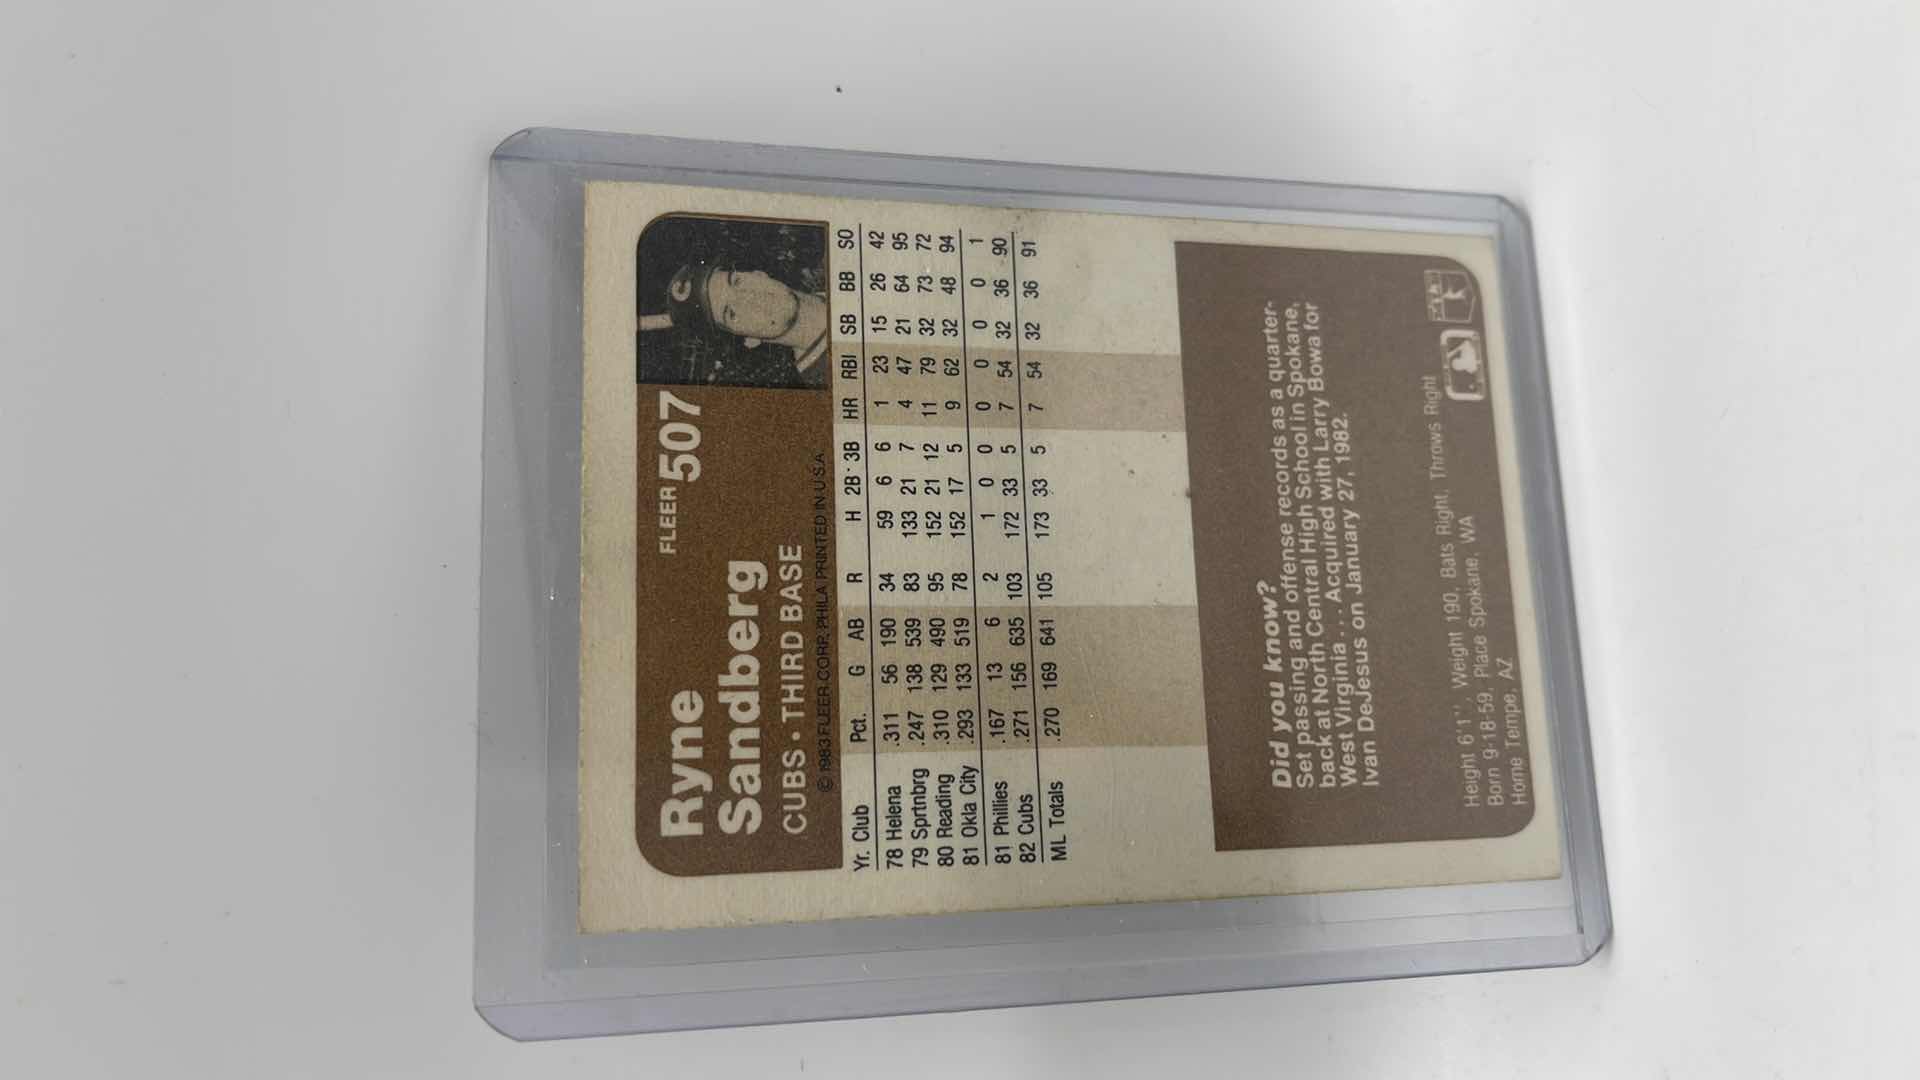 Ryne
Sandberg
FLEER 507
CUBS • THIRD BASE
© 1983 FLEER CORP. PHILA. PRINTED IN U.S.A.
Yr. Club Pct. G AB R H 2B 3B HR RBI SB BB SO
78 Helena .311 56 190 34 59 6 6 1 23 15 26 42
79 Sprtnbrg .247 138 539 83 133 21 7 4 47 21 64 95
80 Reading .310 129 490 95 152 21 12 11 79 32 73 72
81 Okla City .293 133 519 78 152 17 5 9 62 32 48 94
81 Phillies .167 13 6 2 1 0 0 0 0 0 0 1
82 Cubs .271 156 635 103 172 33 5 7 54 32 36 90
ML Totals .270 169 641 105 173 33 5 7 54 32 36 91
Did you know?
Set passing and offense records as a quarter-
back at North Central High School in Spokane,
West Virginia . . . Acquired with Larry Bowa for
Ivan DeJesus on January 27, 1982.
Height 6'1'', Weight 190, Bats Right, Throws Right
Born 9-18-59, Place Spokane, WA
Home Tempe, AZ